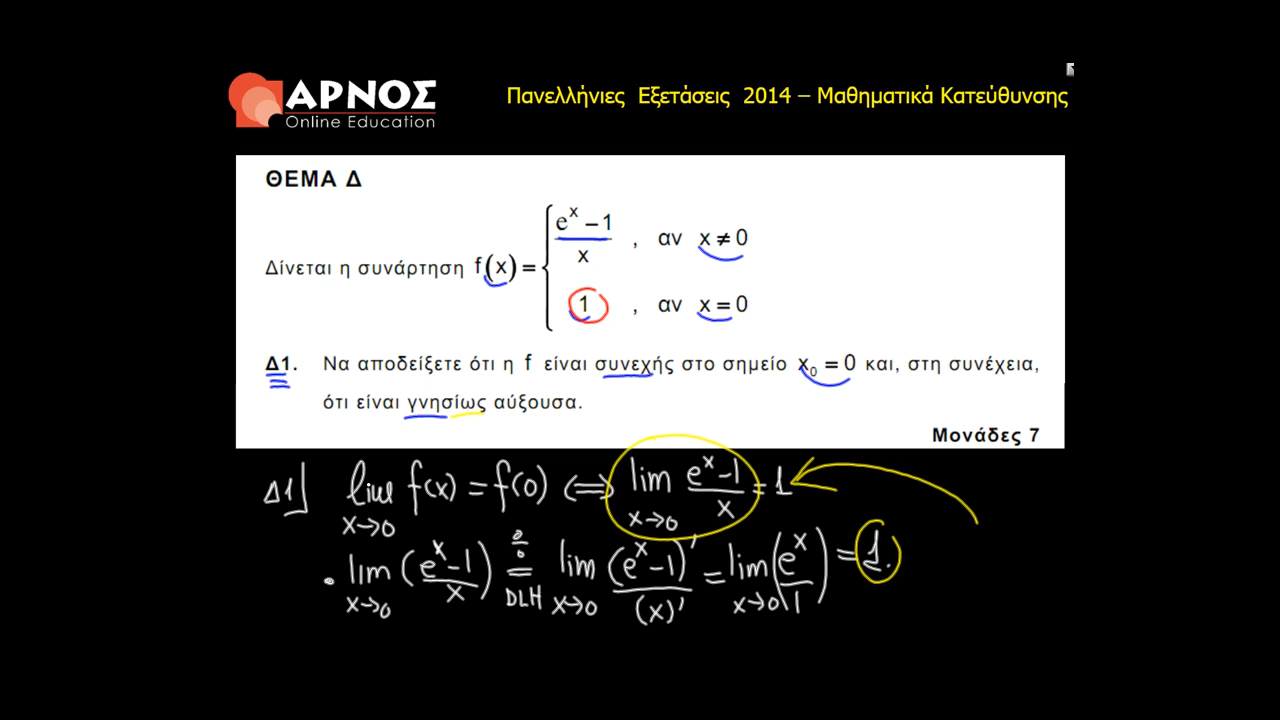 ΑΡΝΟΣ
Online Education
Πανελλήνιες Εξετάσεις 2014 – Μαθηματικά Κατεύθυνσης
ΘΕΜΑ Δ
Δίνεται η συνάρτηση f(x) = { (e^x – 1)/x , αν x ≠ 0
1 , αν x = 0
Δ1. Να αποδείξετε ότι η f είναι συνεχής στο σημείο x₀ = 0 και, στη συνέχεια,
ότι είναι γνησίως αύξουσα.
Μονάδες 7
Δ1] lim x→0 f(x) = f(0) ⟺ lim x→0 (e^x-1)/x = 1
• lim x→0 ((e^x-1)/x) 0/0 = DLH lim x→0 (e^x-1)'/(x)' = lim x→0 (e^x/1) = 1.